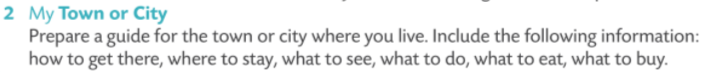 2 My Town or City
Prepare a guide for the town or city where you live. Include the following information:
how to get there, where to stay, what to see, what to do, what to eat, what to buy.